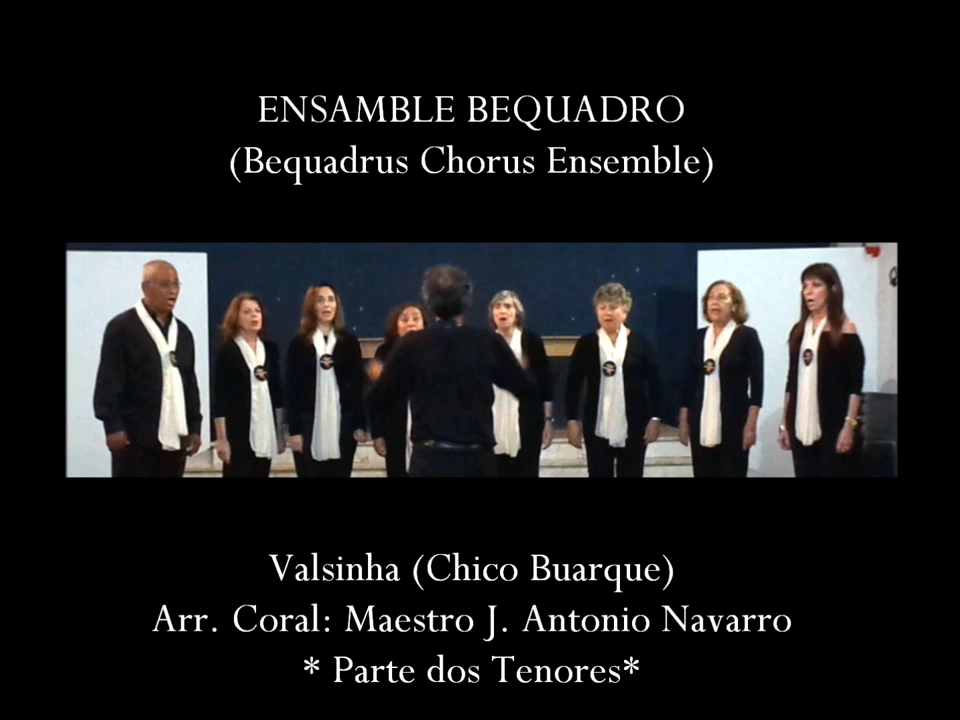 ENSAMBLE BEQUADRO
(Bequadrus Chorus Ensemble)
Valsinha (Chico Buarque)
Arr. Coral: Maestro J. Antonio Navarro
* Parte dos Tenores*